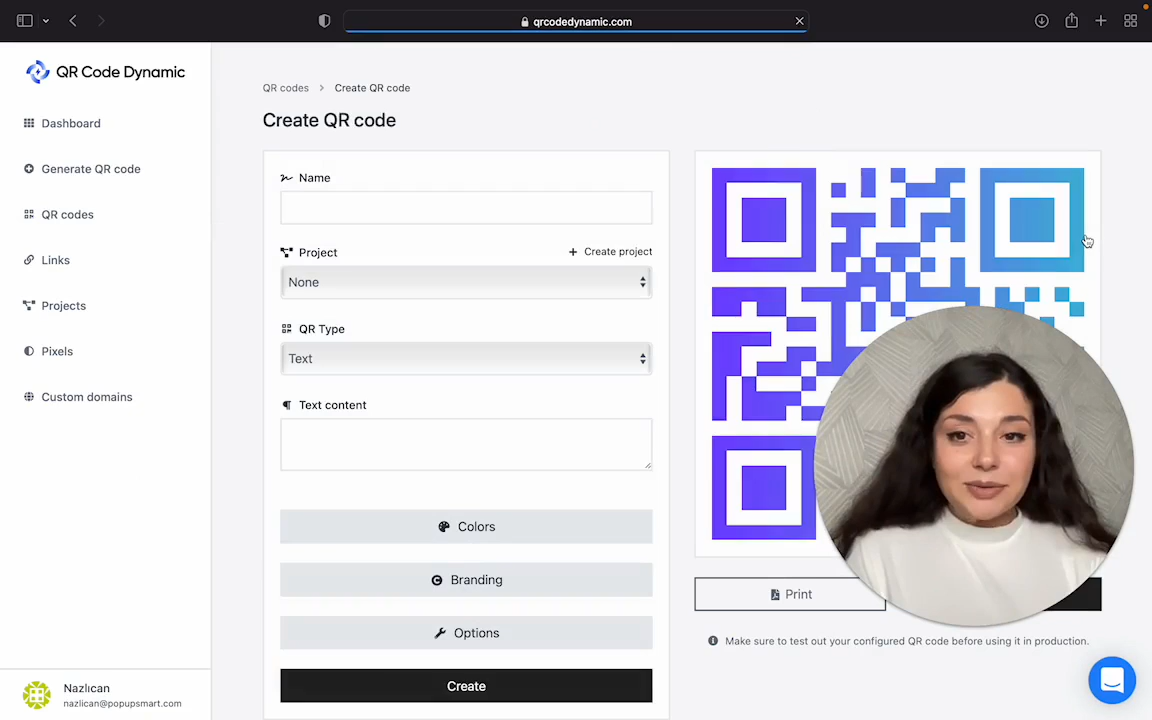 qrcodedynamic.com
QR Code Dynamic
Dashboard
Generate QR code
QR codes
Links
Projects
Pixels
Custom domains
Nazlıcan
nazlican@popupsmart.com
QR codes > Create QR code
Create QR code
Name
Project
+ Create project
None
QR Type
Text
Text content
Colors
Branding
Options
Create
Print
Make sure to test out your configured QR code before using it in production.